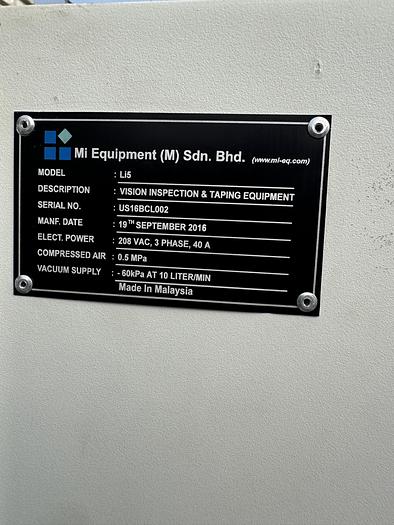 Mi Equipment (M) Sdn. Bhd. (www.mi-eq.com)
MODEL : Li5
DESCRIPTION : VISION INSPECTION & TAPING EQUIPMENT
SERIAL NO. : US16BCL002
MANF. DATE : 19TH SEPTEMBER 2016
ELECT. POWER : 208 VAC, 3 PHASE, 40 A
COMPRESSED AIR : 0.5 MPa
VACUUM SUPPLY : - 60kPa AT 10 LITER/MIN
Made In Malaysia